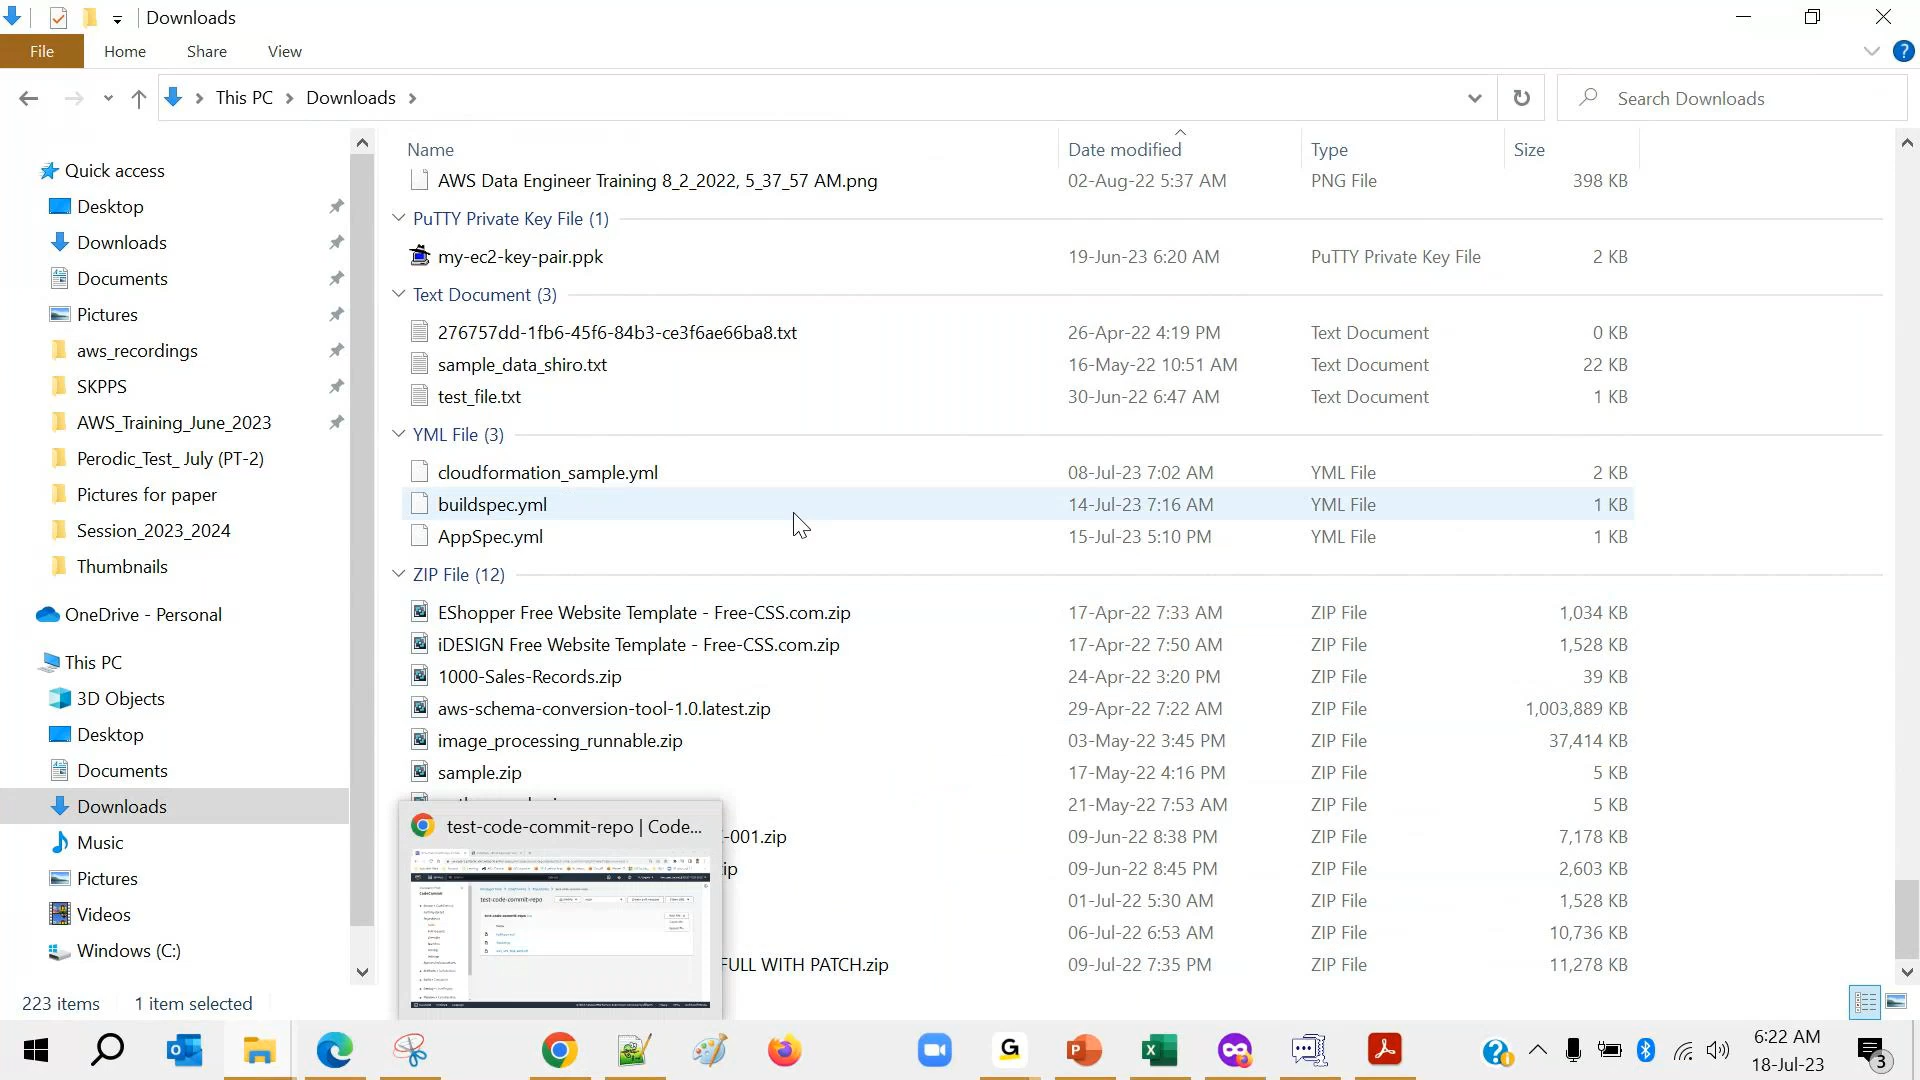 Downloads
File Home Share View
This PC Downloads
Search Downloads
Name Date modified Type Size
AWS Data Engineer Training 8_2_2022, 5_37_57 AM.png 02-Aug-22 5:37 AM PNG File 398 KB
PuTTY Private Key File (1)
my-ec2-key-pair.ppk 19-Jun-23 6:20 AM PuTTY Private Key File 2 KB
Text Document (3)
276757dd-1fb6-45f6-84b3-ce3f6ae66ba8.txt 26-Apr-22 4:19 PM Text Document 0 KB
sample_data_shiro.txt 16-May-22 10:51 AM Text Document 22 KB
test_file.txt 30-Jun-22 6:47 AM Text Document 1 KB
YML File (3)
cloudformation_sample.yml 08-Jul-23 7:02 AM YML File 2 KB
buildspec.yml 14-Jul-23 7:16 AM YML File 1 KB
AppSpec.yml 15-Jul-23 5:10 PM YML File 1 KB
ZIP File (12)
EShopper Free Website Template - Free-CSS.com.zip 17-Apr-22 7:33 AM ZIP File 1,034 KB
iDESIGN Free Website Template - Free-CSS.com.zip 17-Apr-22 7:50 AM ZIP File 1,528 KB
1000-Sales-Records.zip 24-Apr-22 3:20 PM ZIP File 39 KB
aws-schema-conversion-tool-1.0.latest.zip 29-Apr-22 7:22 AM ZIP File 1,003,889 KB
image_processing_runnable.zip 03-May-22 3:45 PM ZIP File 37,414 KB
sample.zip 17-May-22 4:16 PM ZIP File 5 KB
21-May-22 7:53 AM ZIP File 5 KB
-001.zip 09-Jun-22 8:38 PM ZIP File 7,178 KB
ip 09-Jun-22 8:45 PM ZIP File 2,603 KB
01-Jul-22 5:30 AM ZIP File 1,528 KB
06-Jul-22 6:53 AM ZIP File 10,736 KB
FULL WITH PATCH.zip 09-Jul-22 7:35 PM ZIP File 11,278 KB
Quick access
Desktop
Downloads
Documents
Pictures
aws_recordings
SKPPS
AWS_Training_June_2023
Perodic_Test_ July (PT-2)
Pictures for paper
Session_2023_2024
Thumbnails
OneDrive - Personal
This PC
3D Objects
Desktop
Documents
Downloads
Music
Pictures
Videos
Windows (C:)
test-code-commit-repo | Code...
test-code-commit-repo
223 items 1 item selected
6:22 AM
18-Jul-23
3